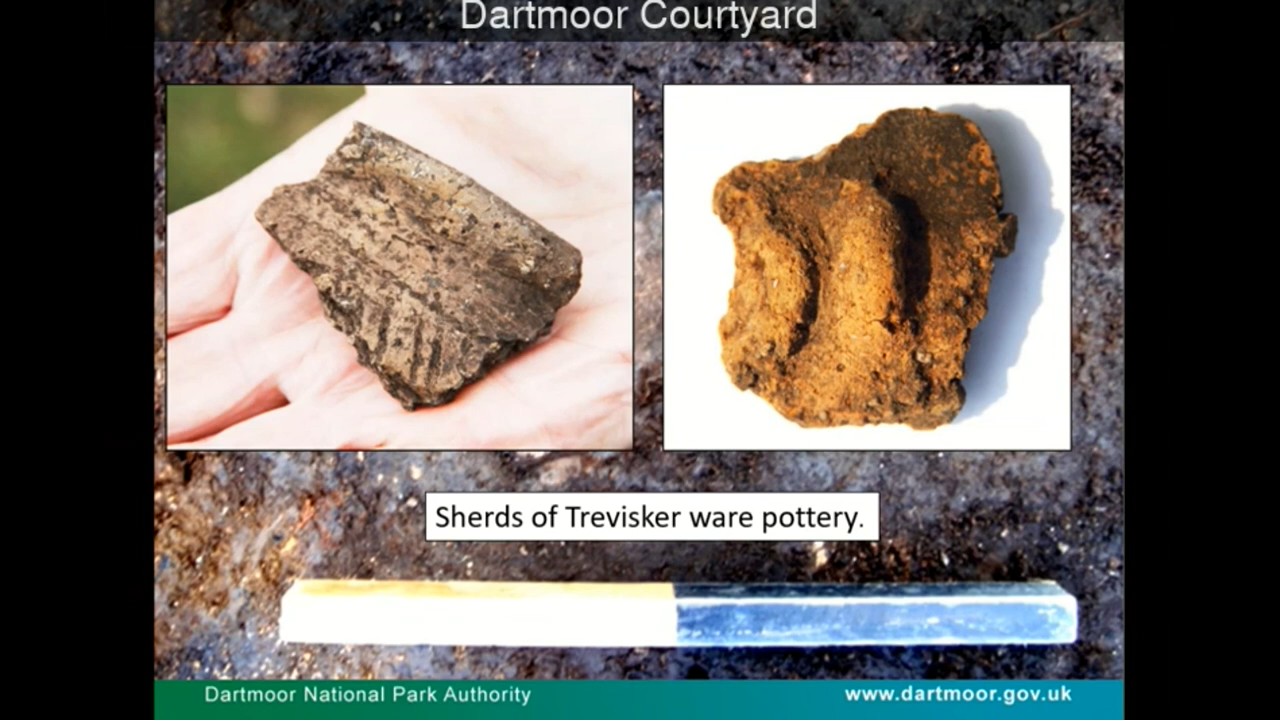 Dartmoor Courtyard
Sherds of Trevisker ware pottery.
Dartmoor National Park Authority
www.dartmoor.gov.uk